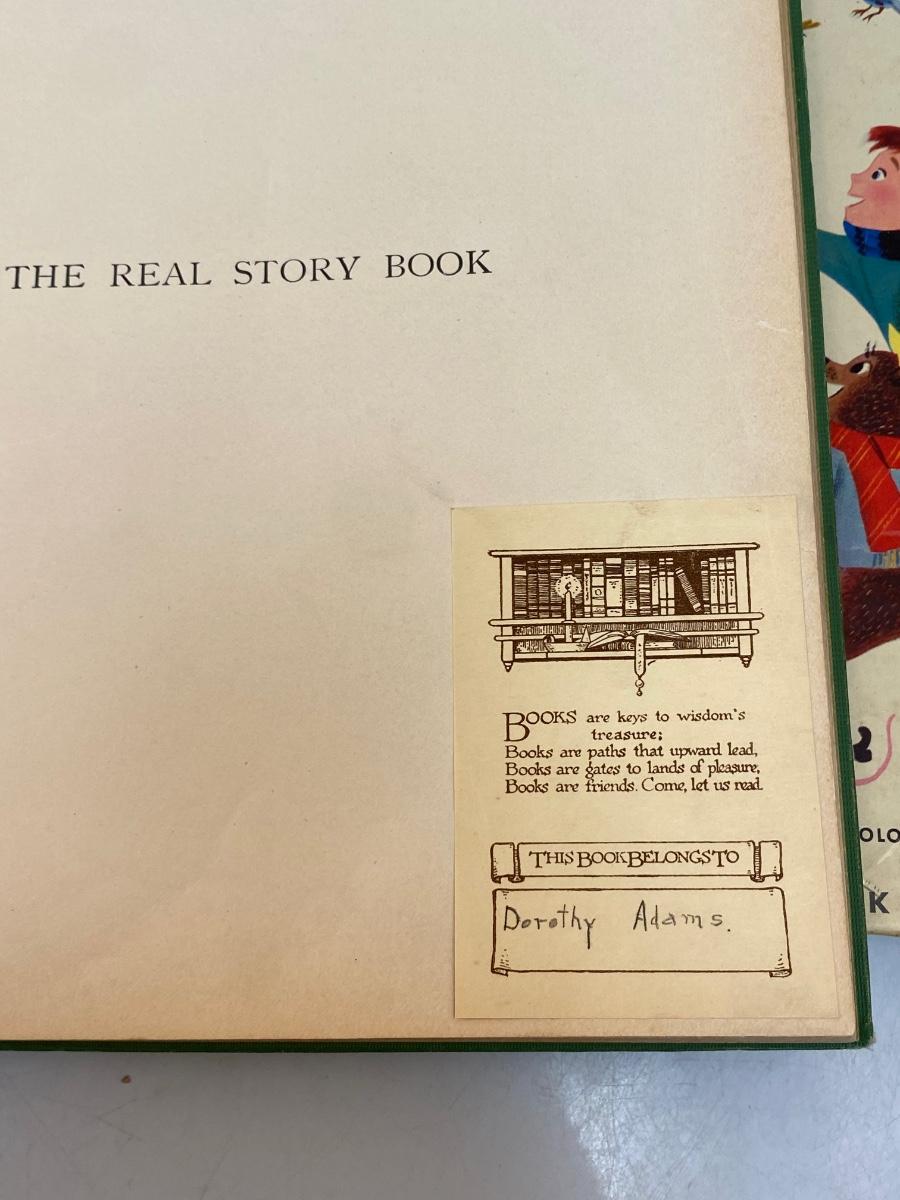 THE REAL STORY BOOK
BOOKS are keys to wisdom's
treasure;
Books are paths that upward lead,
Books are gates to lands of pleasure,
Books are friends. Come, let us read.
THIS BOOK BELONGS TO
Dorothy Adams.
OLO
K